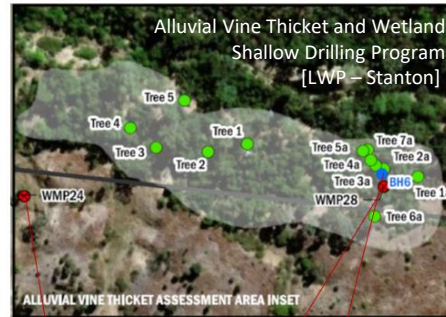 Alluvial Vine Thicket and Wetland
Shallow Drilling Program
[LWP – Stanton]
Tree 5
Tree 4
Tree 1
Tree 3
Tree 2
Tree 5a
Tree 7a
Tree 4a
Tree 2a
Tree 3a
BH6
Tree 1
WMP24
WMP28
Tree 6a
ALLUVIAL VINE THICKET ASSESSMENT AREA INSET